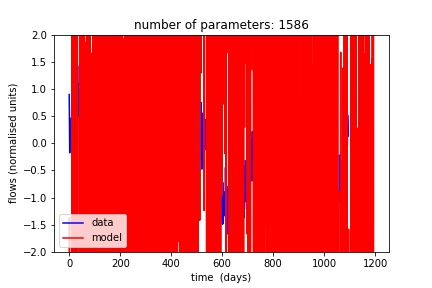 number of parameters: 1586
flows (normalised units)
2.0
1.5
1.0
0.5
0.0
−0.5
−1.0
−1.5
−2.0
data
model
0 200 400 600 800 1000 1200
time (days)